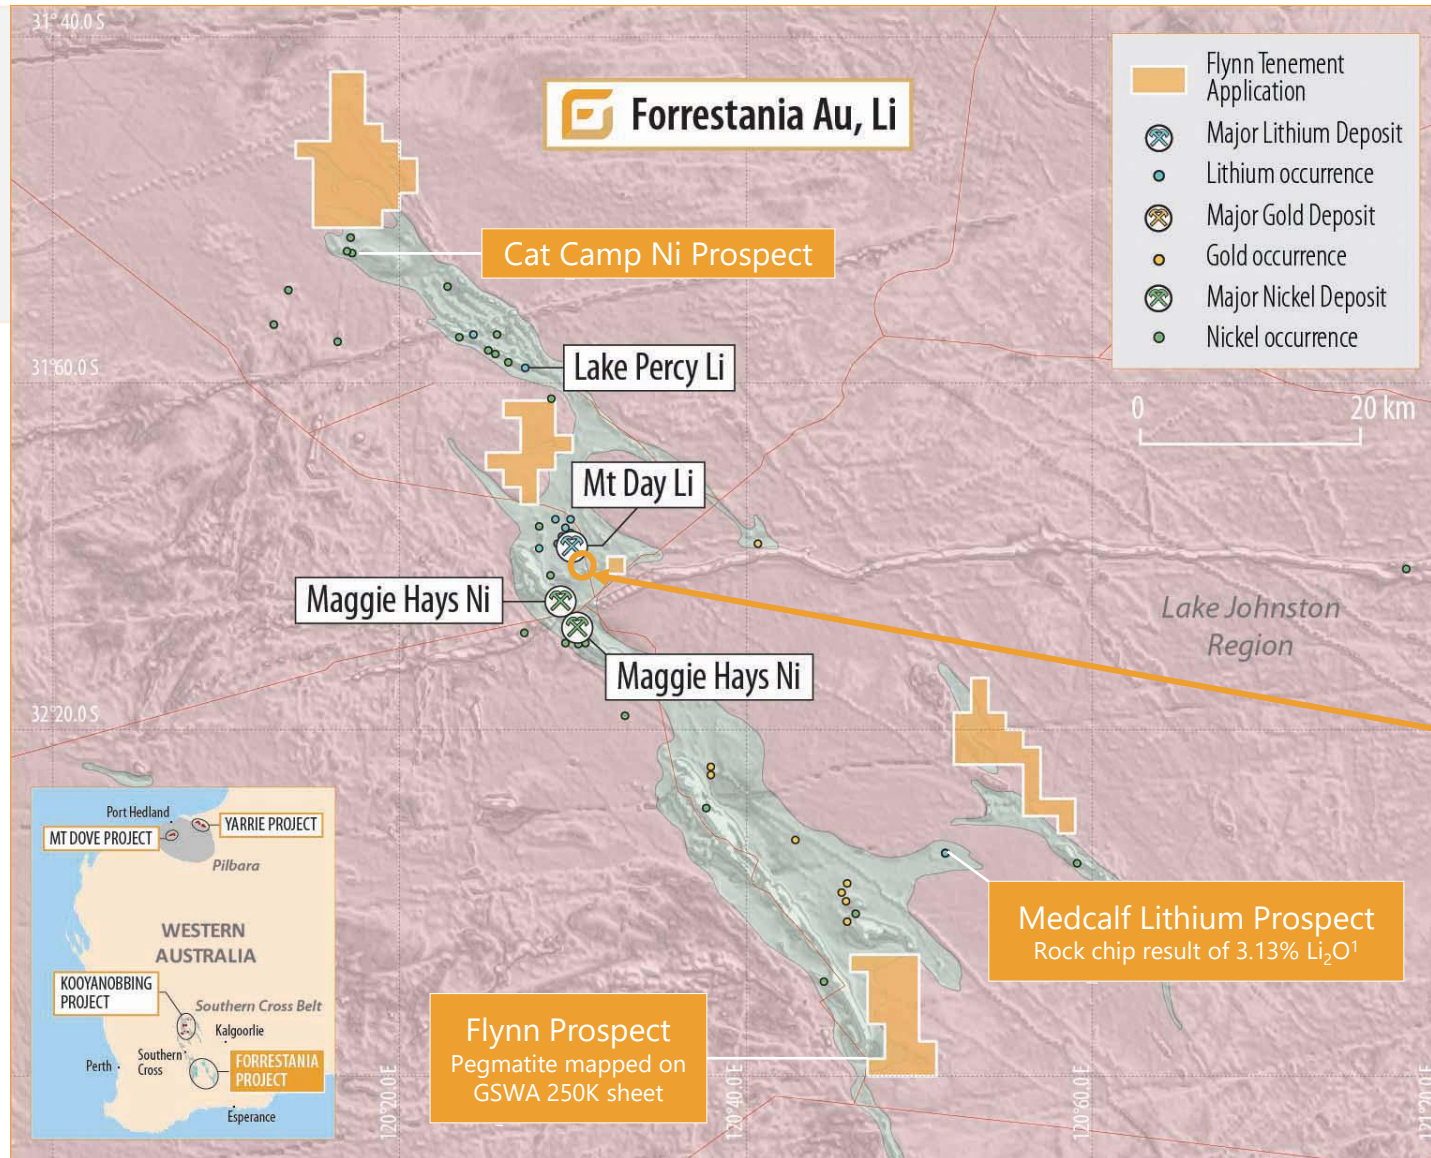 31° 40.0 S
Forrestania Au, Li
Flynn Tenement
Application
Major Lithium Deposit
Lithium occurrence
Major Gold Deposit
Gold occurrence
Major Nickel Deposit
Nickel occurrence
0 20 km
Cat Camp Ni Prospect
31°60.0 S
Lake Percy Li
Mt Day Li
Maggie Hays Ni
Maggie Hays Ni
Lake Johnston
Region
32°20.0 S
Port Hedland
MT DOVE PROJECT
YARRIE PROJECT
Pilbara
WESTERN
AUSTRALIA
KOOYANOBBING
PROJECT
Southern Cross Belt
Kalgoorlie
Perth
Southern
Cross
FORRESTANIA
PROJECT
Esperance
Medcalf Lithium Prospect
Rock chip result of 3.13% Li₂O¹
Flynn Prospect
Pegmatite mapped on
GSWA 250K sheet
120°20.0 E
120°40.0 E
120°60.0 E
121°20.0 E